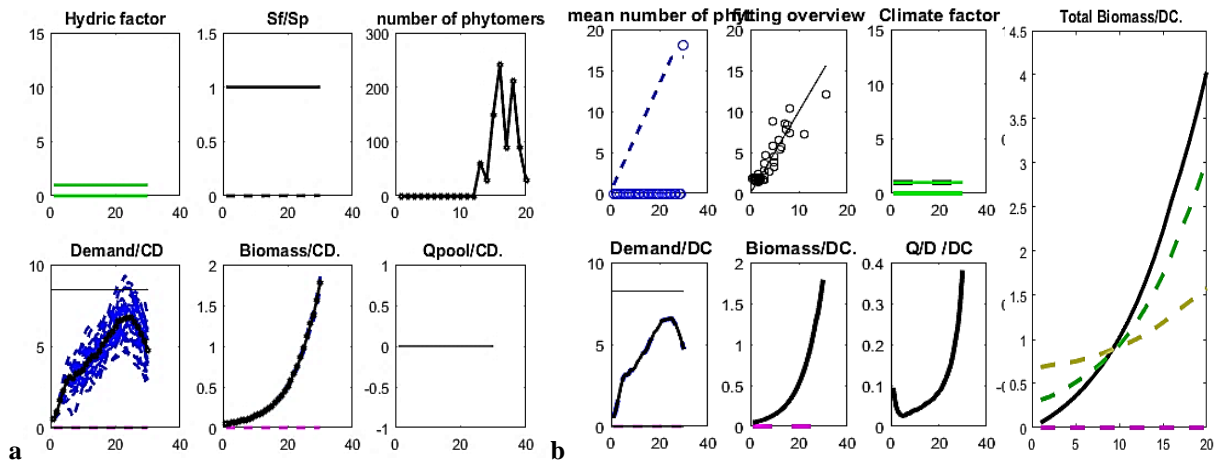 Hydric factor
Sf/Sp
number of phytomers
15
10
5
0
0 20 40
1.5
1
0.5
0
0 20 40
300
200
100
0
0 20 40
Demand/CD
Biomass/CD.
Qpool/CD.
10
5
0
0 20 40
2
1.5
1
0.5
0
0 20 40
1
0.5
0
-0.5
-1
0 20 40
a
mean number of phyt
fitting overview
Climate factor
20
15
10
5
0
0 20 40
20
15
10
5
0
0 10 20
15
10
5
0
0 20 40
Demand/DC
Biomass/DC.
Q/D /DC
10
5
0
0 20 40
2
1.5
1
0.5
0
0 20 40
0.4
0.3
0.2
0.1
0
0 20 40
Total Biomass/DC.
4.5
4
3.5
3
2.5
2
1.5
1
0.5
0
5 10 15 20
b